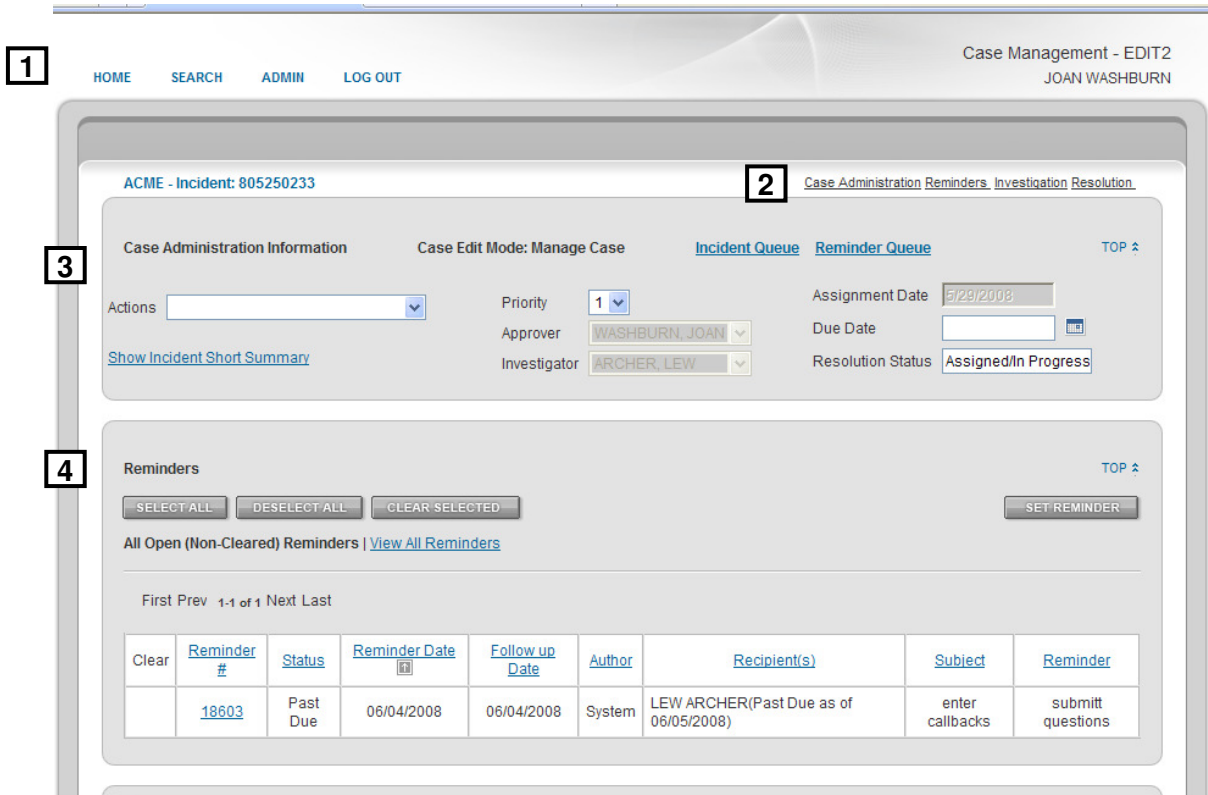 Case Management - EDIT2
1
HOME SEARCH ADMIN LOG OUT JOAN WASHBURN
ACME - Incident: 805250233 2 Case Administration Reminders Investigation Resolution
3
Case Administration Information Case Edit Mode: Manage Case Incident Queue Reminder Queue TOP
Actions Priority 1 Assignment Date 5/29/2008
Approver WASHBURN, JOAN Due Date
Show Incident Short Summary Investigator ARCHER, LEW Resolution Status Assigned/In Progress
4
Reminders TOP
SELECT ALL DESELECT ALL CLEAR SELECTED SET REMINDER
All Open (Non-Cleared) Reminders | View All Reminders
First Prev 1-1 of 1 Next Last
Clear Reminder # Status Reminder Date Follow up Date Author Recipient(s) Subject Reminder
18603 Past Due 06/04/2008 06/04/2008 System LEW ARCHER(Past Due as of 06/05/2008) enter callbacks submitt questions